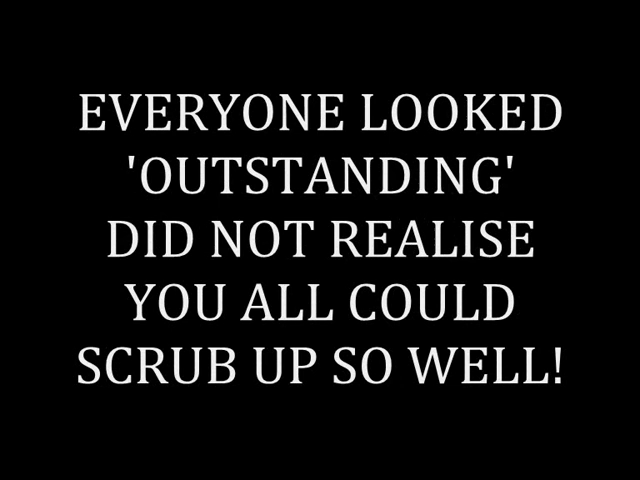 EVERYONE LOOKED
'OUTSTANDING'
DID NOT REALISE
YOU ALL COULD
SCRUB UP SO WELL!